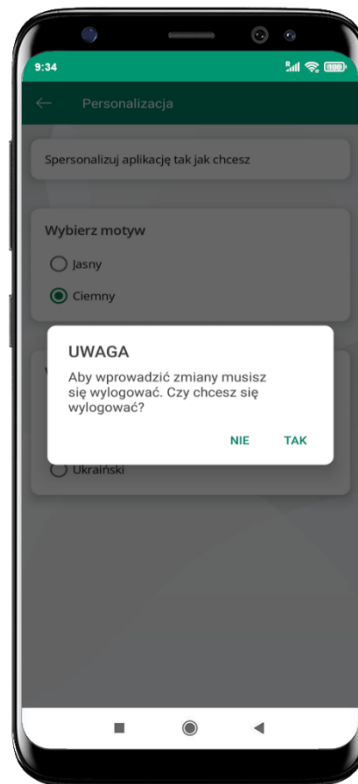 9:34
Personalizacja
Spersonalizuj aplikację tak jak chcesz
Wybierz motyw
Jasny
Ciemny
UWAGA
Aby wprowadzić zmiany musisz
się wylogować. Czy chcesz się
wylogować?
NIE TAK
Ukraiński